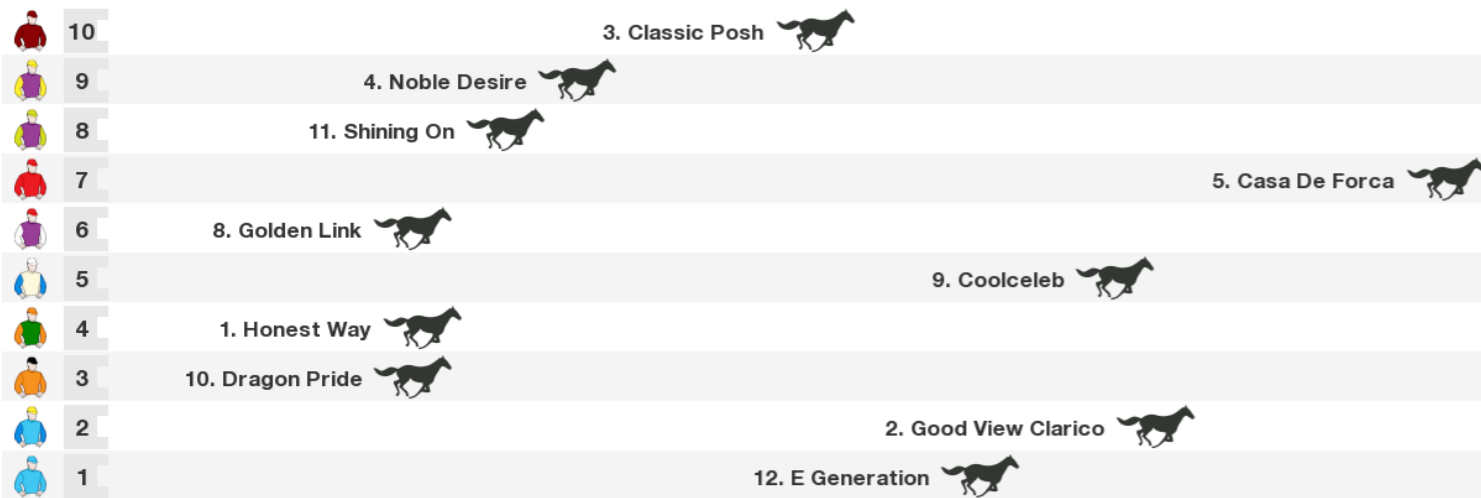 10 3. Classic Posh
9 4. Noble Desire
8 11. Shining On
7 5. Casa De Forca
6 8. Golden Link
5 9. Coolceleb
4 1. Honest Way
3 10. Dragon Pride
2 2. Good View Clarico
1 12. E Generation